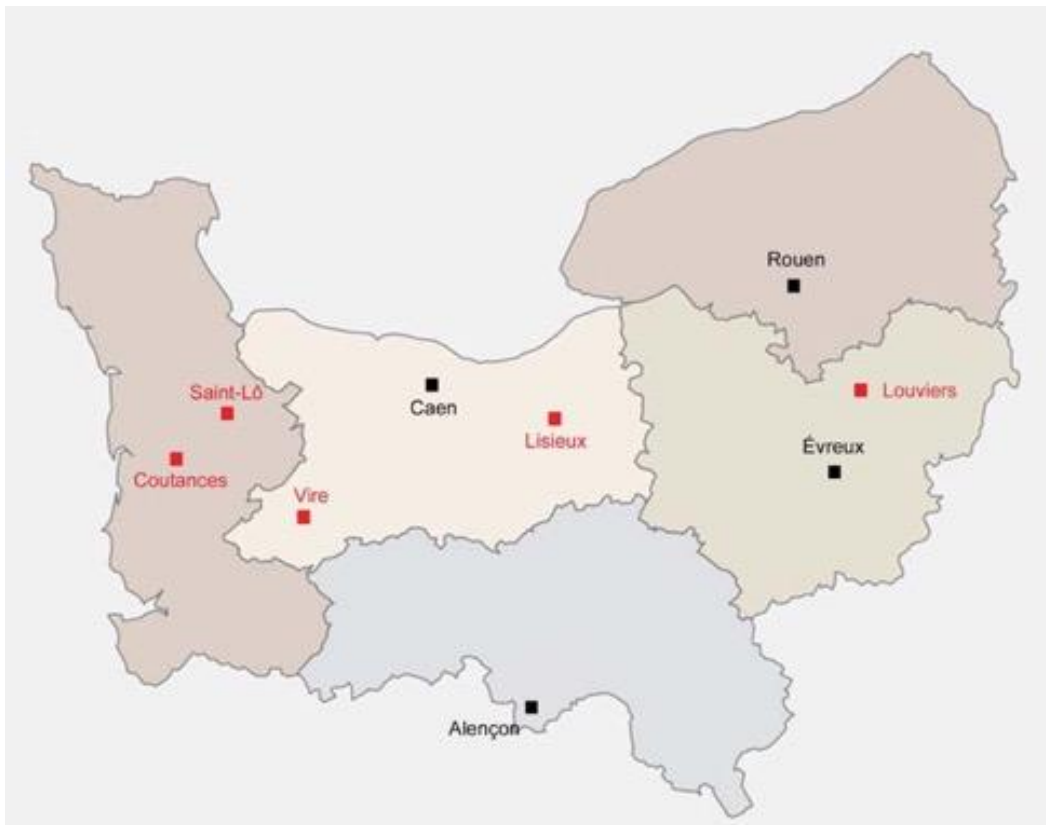 Rouen
Saint-Lô
Louviers
Caen
Lisieux
Évreux
Coutances
Vire
Alençon